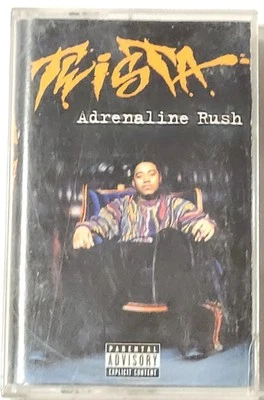 TWISTA
Adrenaline Rush
PARENTAL
ADVISORY
EXPLICIT CONTENT